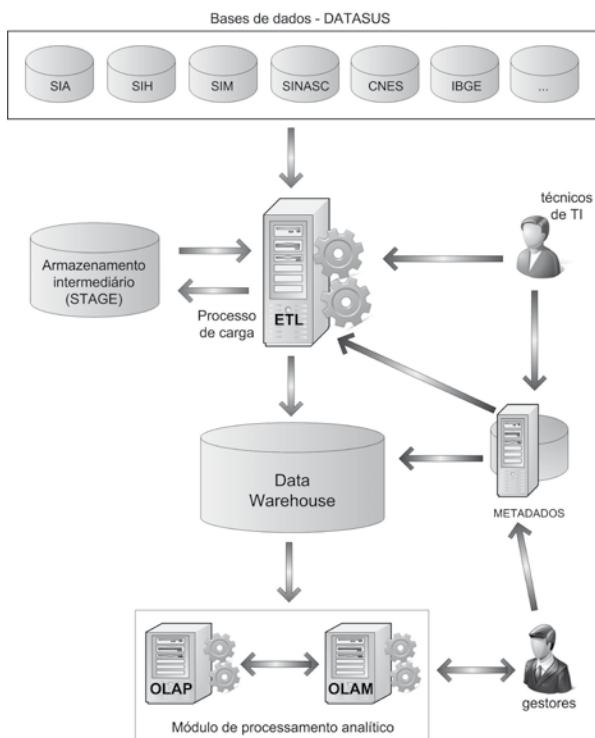 Bases de dados - DATASUS
SIA
SIH
SIM
SINASC
CNES
IBGE
...
técnicos
de TI
Armazenamento
intermediário
(STAGE)
Processo
de carga
ETL
Data
Warehouse
METADADOS
OLAP
OLAM
gestores
Módulo de processamento analítico